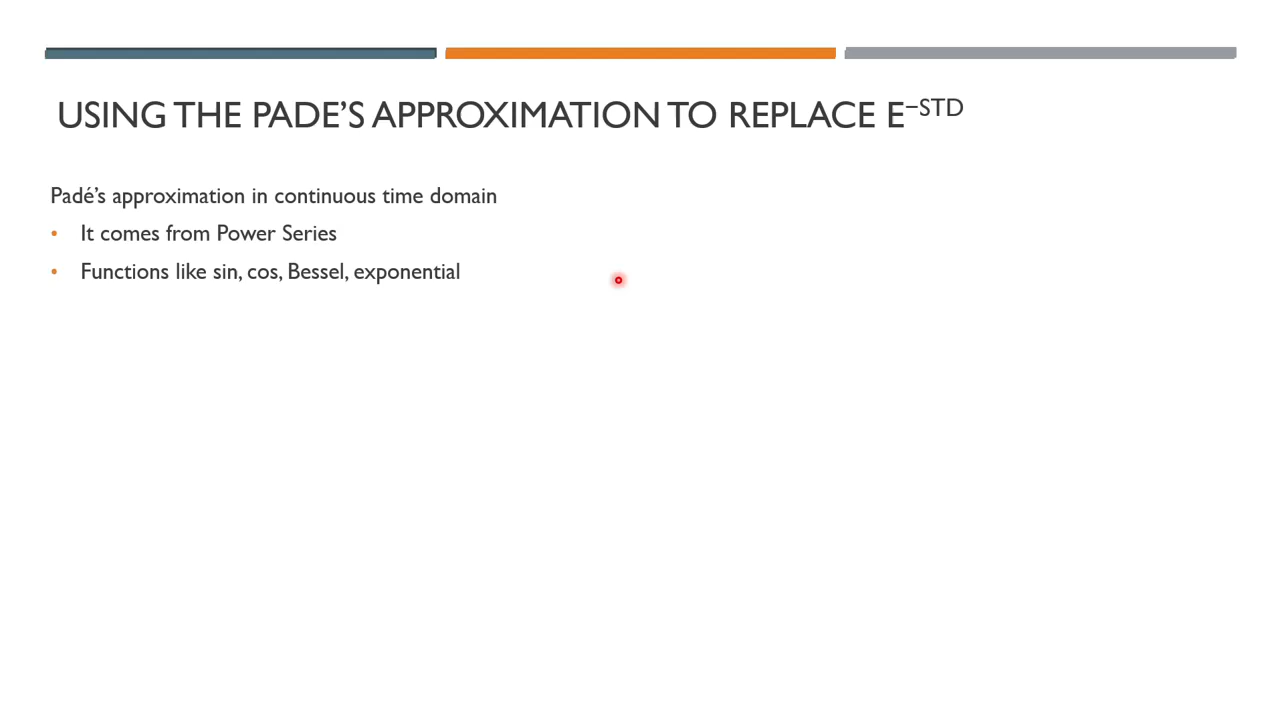 USING THE PADE’S APPROXIMATION TO REPLACE E⁻ˢᵀᴰ
Padé’s approximation in continuous time domain
• It comes from Power Series
• Functions like sin, cos, Bessel, exponential